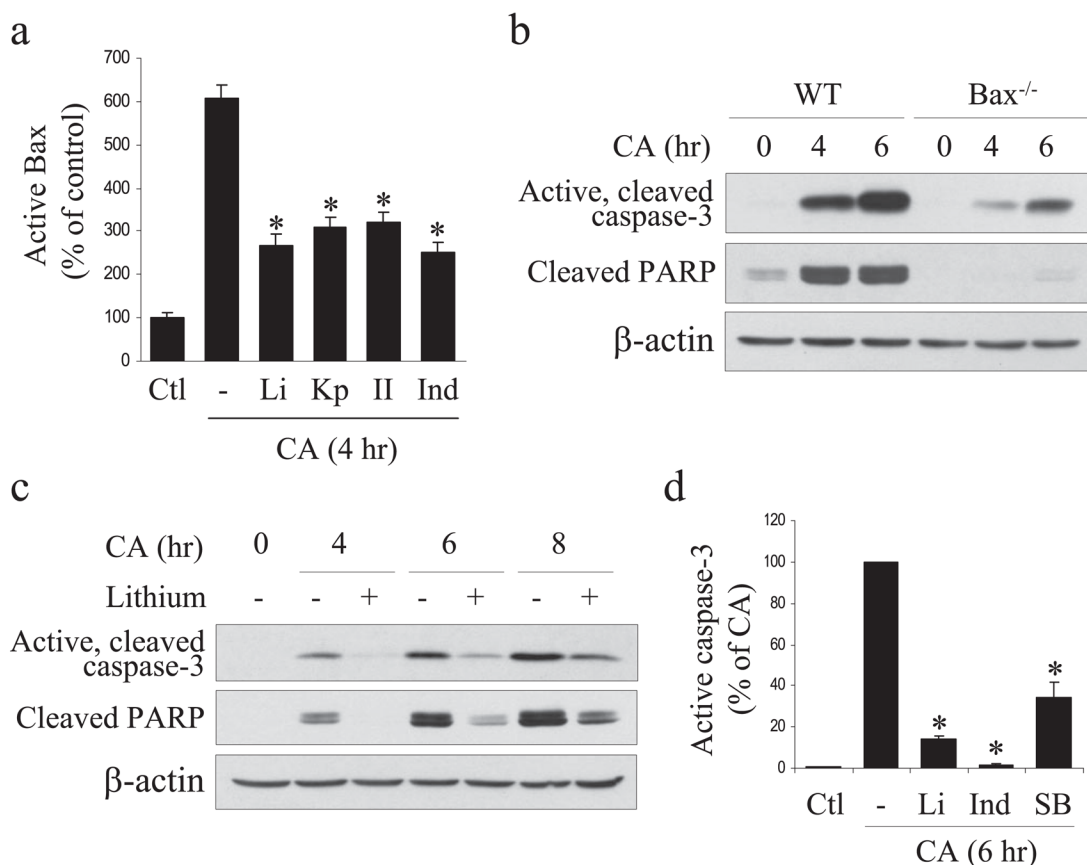 a
Active Bax
(% of control)
700
600
500
400
300
200
100
0
* * * *
Ctl - Li Kp II Ind
CA (4 hr)
b
WT Bax-/-
CA (hr) 0 4 6 0 4 6
Active, cleaved
caspase-3
Cleaved PARP
β-actin
c
CA (hr) 0 4 6 8
Lithium - - + - + - +
Active, cleaved
caspase-3
Cleaved PARP
β-actin
d
Active caspase-3
(% of CA)
120
100
80
60
40
20
0
* * *
Ctl - Li Ind SB
CA (6 hr)